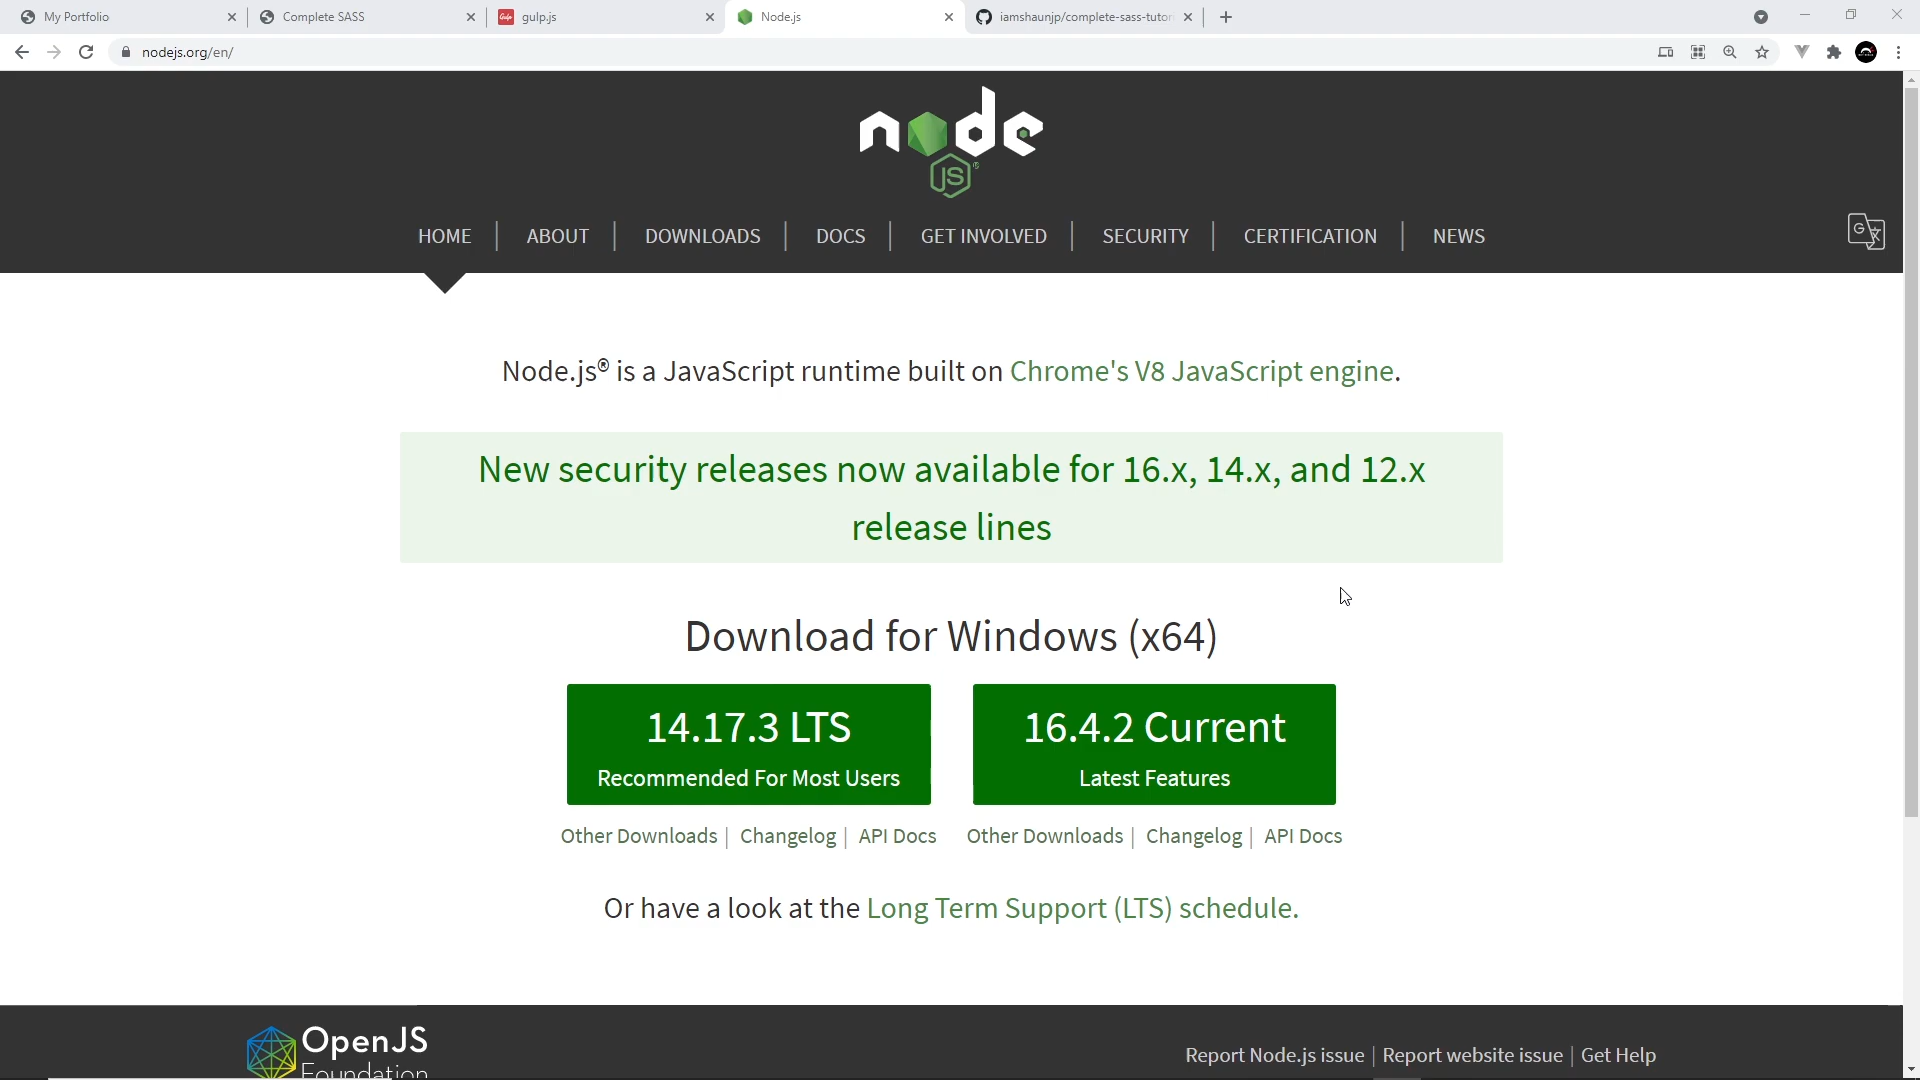 My Portfolio
Complete SASS
gulp.js
Node.js
iamshaunjp/complete-sass-tutor
nodejs.org/en/
node
JS
HOME | ABOUT | DOWNLOADS | DOCS | GET INVOLVED | SECURITY | CERTIFICATION | NEWS
Node.js® is a JavaScript runtime built on Chrome's V8 JavaScript engine.
New security releases now available for 16.x, 14.x, and 12.x
release lines
Download for Windows (x64)
14.17.3 LTS
Recommended For Most Users
16.4.2 Current
Latest Features
Other Downloads | Changelog | API Docs
Other Downloads | Changelog | API Docs
Or have a look at the Long Term Support (LTS) schedule.
OpenJS
Foundation
Report Node.js issue | Report website issue | Get Help